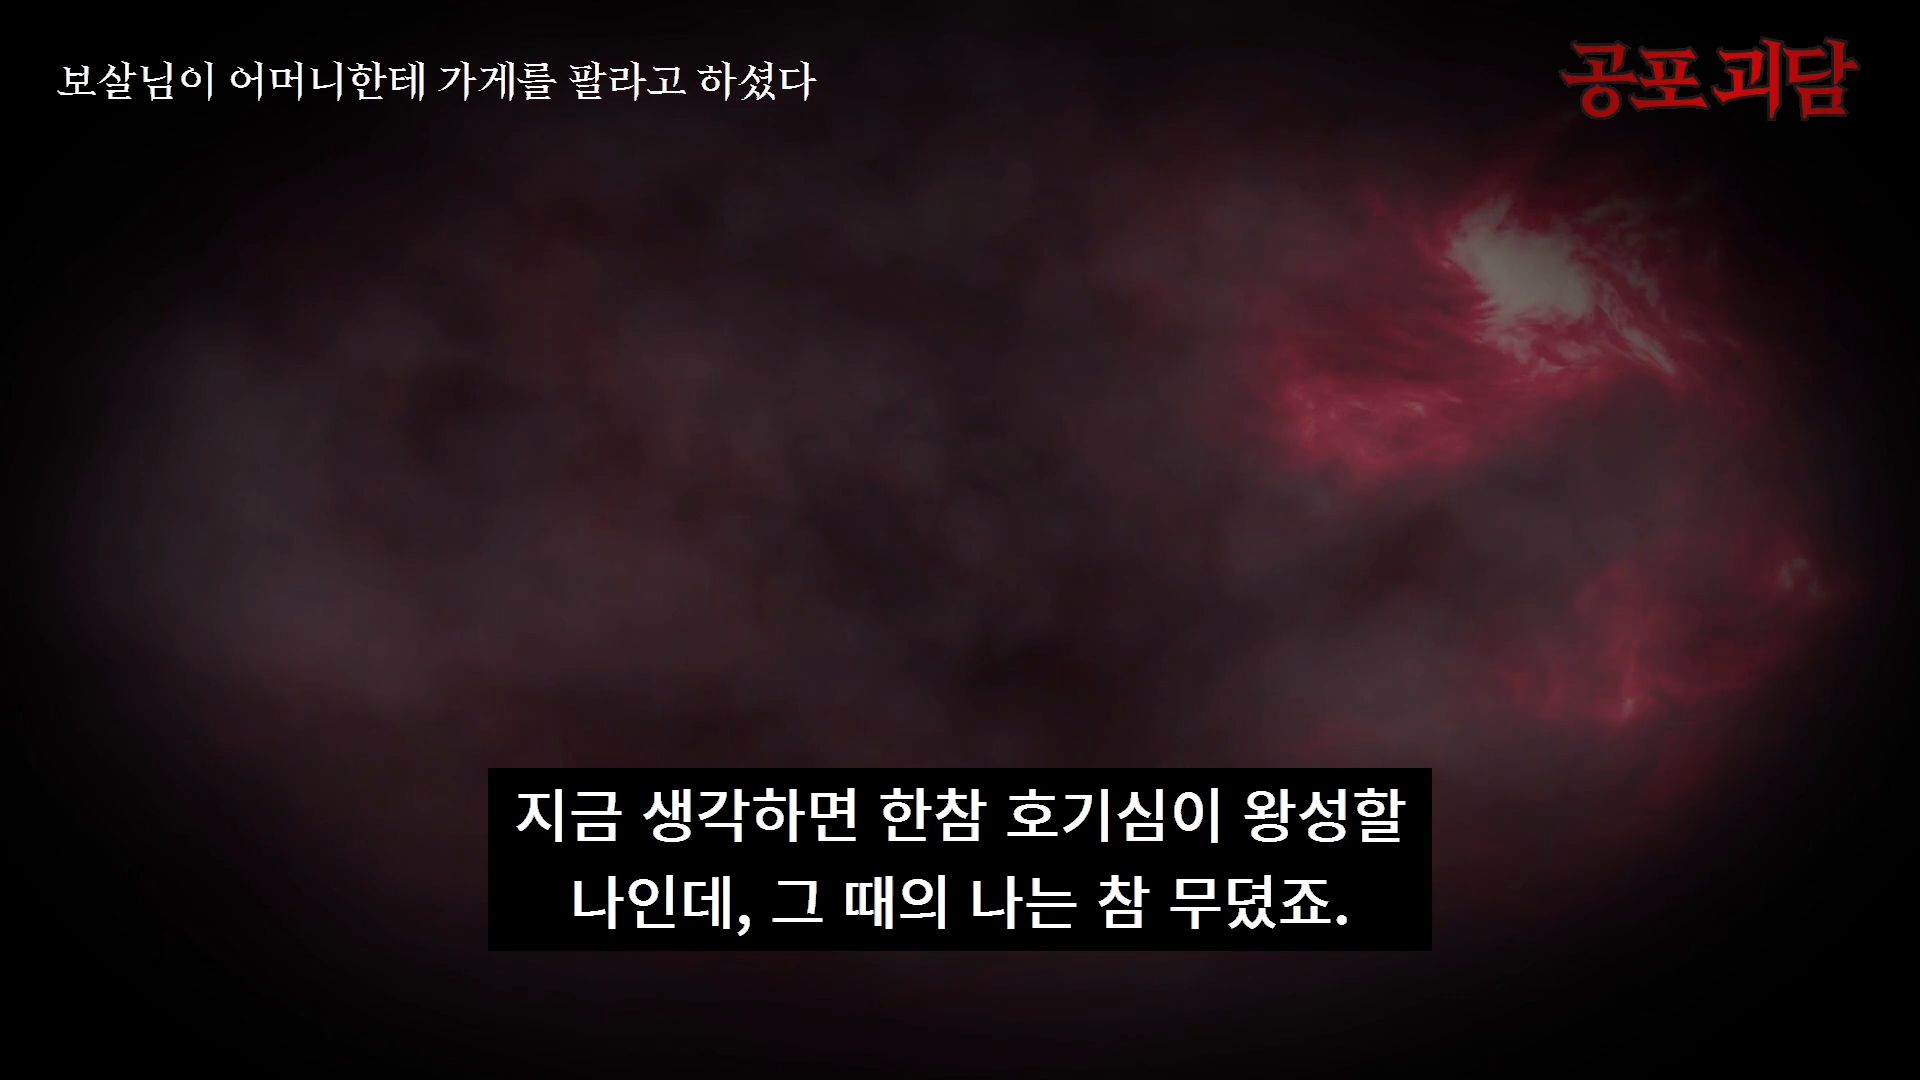 보살님이 어머니한테 가게를 팔라고 하셨다
공포괴담
지금 생각하면 한참 호기심이 왕성할
나인데, 그 때의 나는 참 무뎠죠.